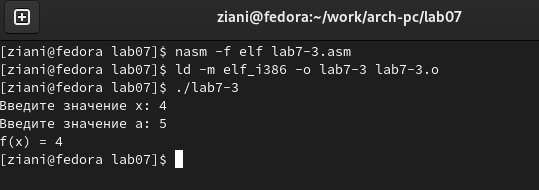 ziani@fedora:~/work/arch-pc/lab07
[ziani@fedora lab07]$ nasm -f elf lab7-3.asm
[ziani@fedora lab07]$ ld -m elf_i386 -o lab7-3 lab7-3.o
[ziani@fedora lab07]$ ./lab7-3
Введите значение x: 4
Введите значение a: 5
f(x) = 4
[ziani@fedora lab07]$